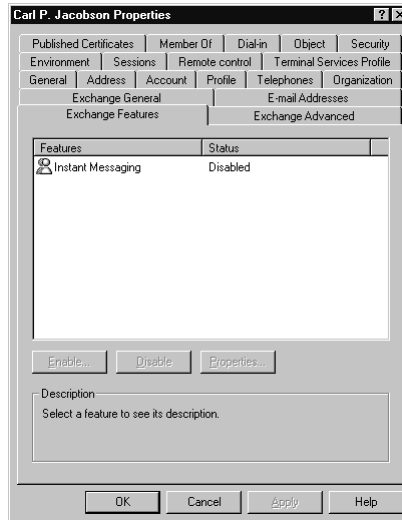 Carl P. Jacobson Properties
Published Certificates Member Of Dial-in Object Security
Environment Sessions Remote control Terminal Services Profile
General Address Account Profile Telephones Organization
Exchange General E-mail Addresses
Exchange Features Exchange Advanced
Features Status
Instant Messaging Disabled
Enable... Disable Properties...
Description
Select a feature to see its description.
OK Cancel Apply Help